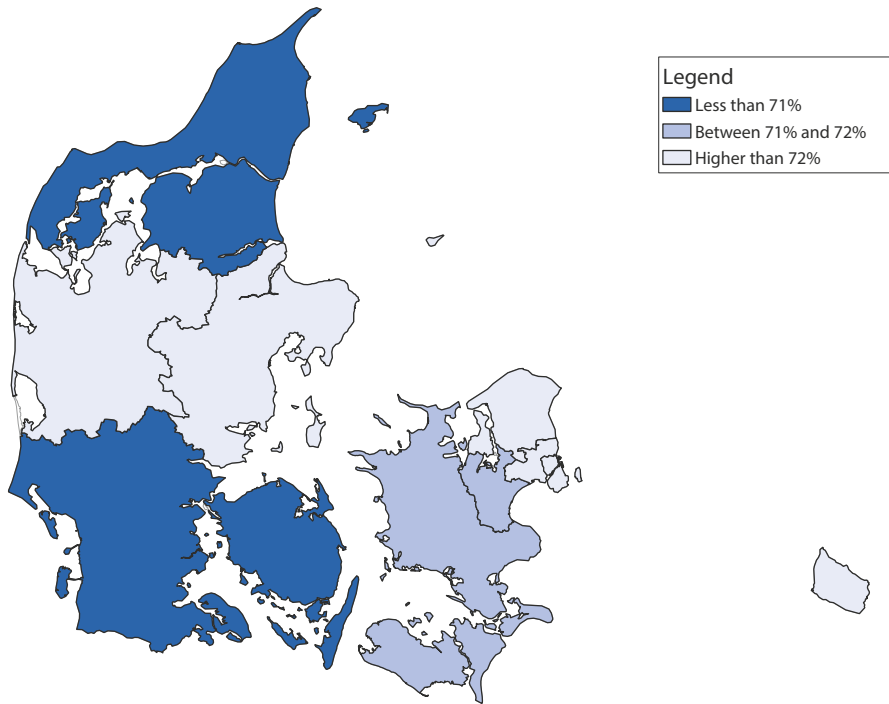 Legend
Less than 71%
Between 71% and 72%
Higher than 72%